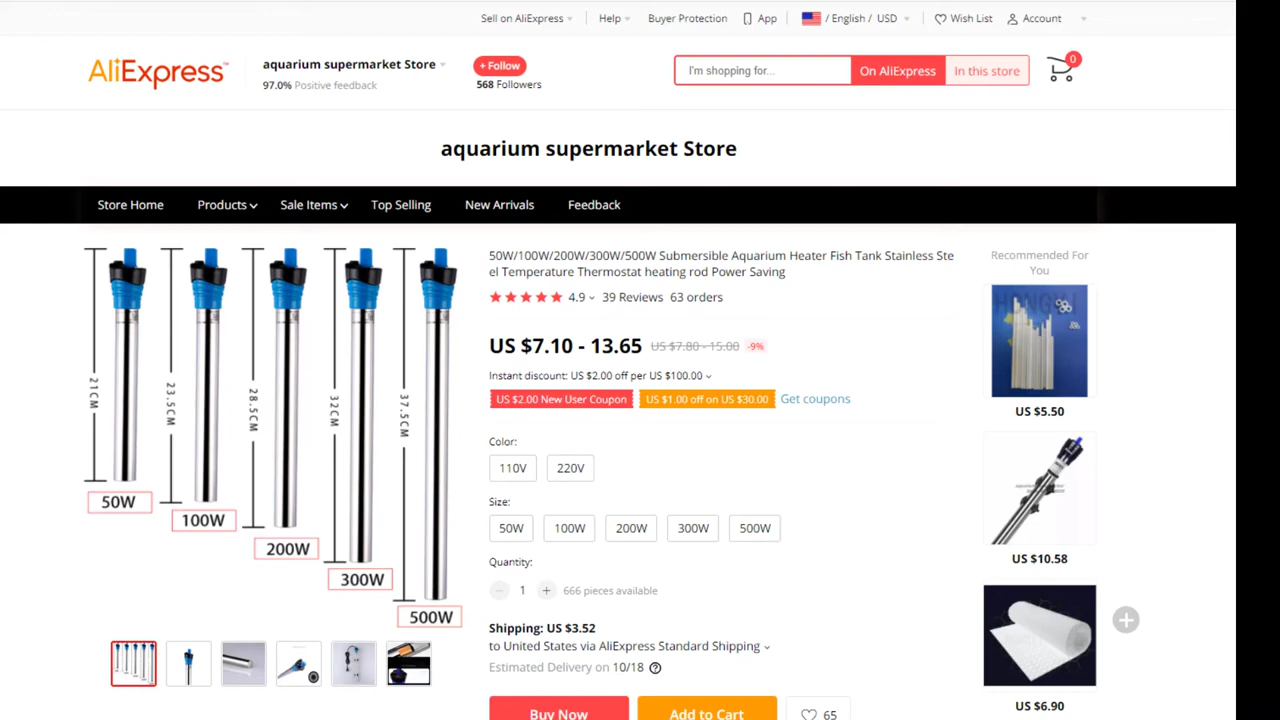 Sell on AliExpress
Help
Buyer Protection
App
/ English / USD
Wish List
Account
AliExpress™
aquarium supermarket Store
97.0% Positive feedback
+ Follow
568 Followers
I'm shopping for...
On AliExpress
In this store
0
aquarium supermarket Store
Store Home
Products
Sale Items
Top Selling
New Arrivals
Feedback
21CM
23.5CM
28.5CM
32CM
37.5CM
50W
100W
200W
300W
500W
50W/100W/200W/300W/500W Submersible Aquarium Heater Fish Tank Stainless Ste
el Temperature Thermostat heating rod Power Saving
4.9
39 Reviews
63 orders
US $7.10 - 13.65
US $7.80 - 15.00
-9%
Instant discount: US $2.00 off per US $100.00
US $2.00 New User Coupon
US $1.00 off on US $30.00
Get coupons
Color:
110V
220V
Size:
50W
100W
200W
300W
500W
Quantity:
1
+
666 pieces available
Shipping: US $3.52
to United States via AliExpress Standard Shipping
Estimated Delivery on 10/18
?
Buy Now
Add to Cart
65
Recommended For
You
US $5.50
US $10.58
US $6.90